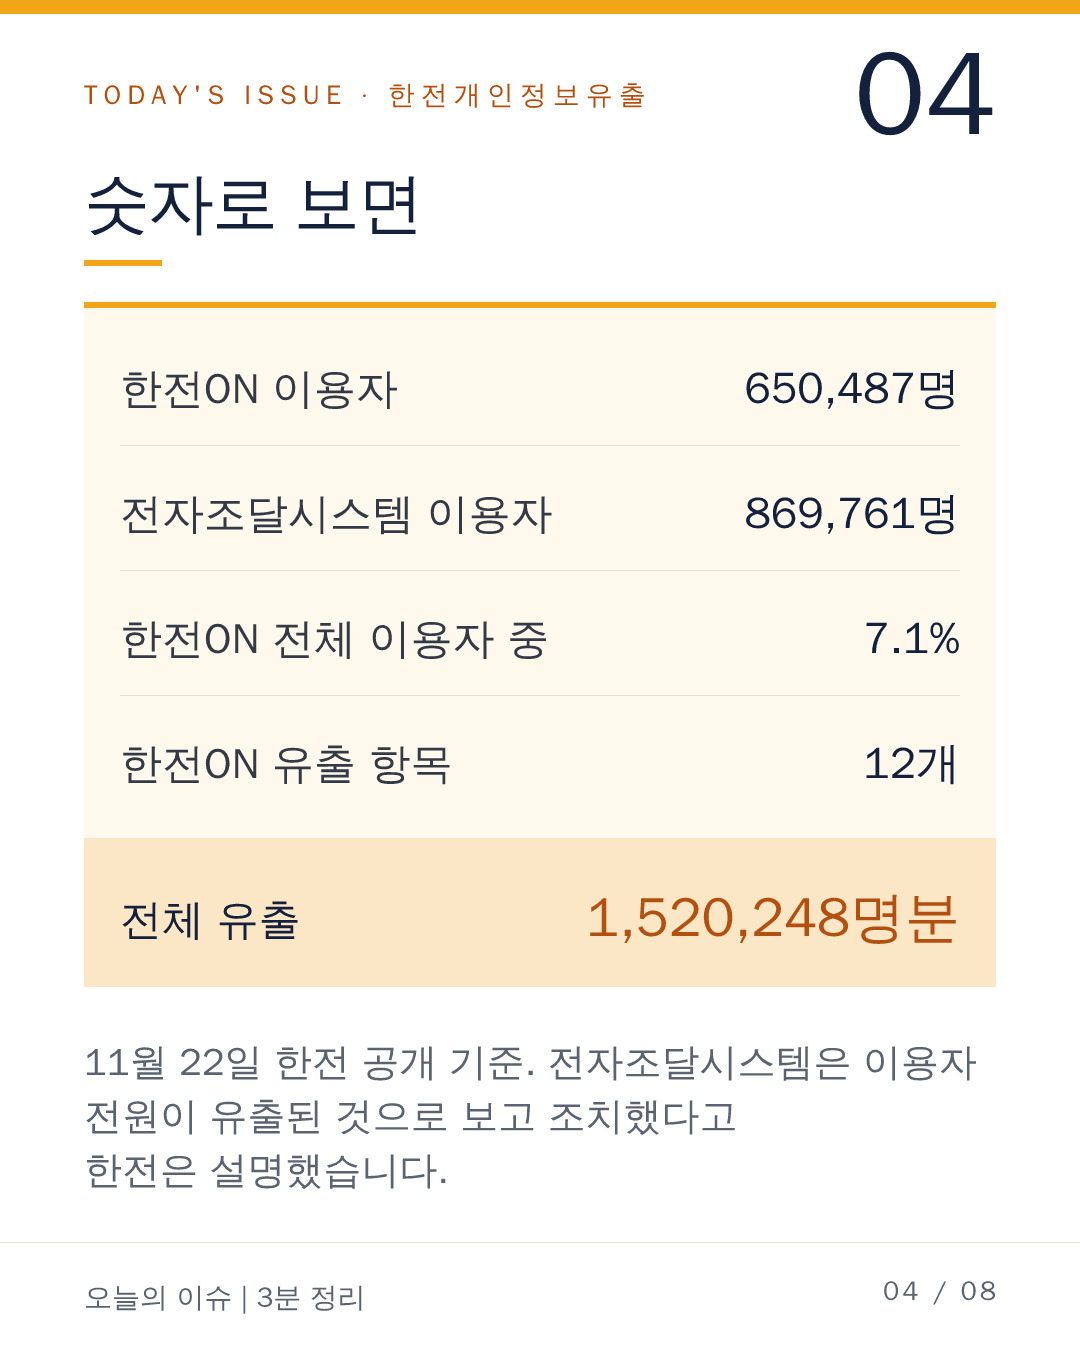 TODAY'S ISSUE · 한전개인정보유출
04
숫자로 보면
한전ON 이용자 650,487명
전자조달시스템 이용자 869,761명
한전ON 전체 이용자 중 7.1%
한전ON 유출 항목 12개
전체 유출 1,520,248명분
11월 22일 한전 공개 기준. 전자조달시스템은 이용자
전원이 유출된 것으로 보고 조치했다고
한전은 설명했습니다.
오늘의 이슈 | 3분 정리 04 / 08